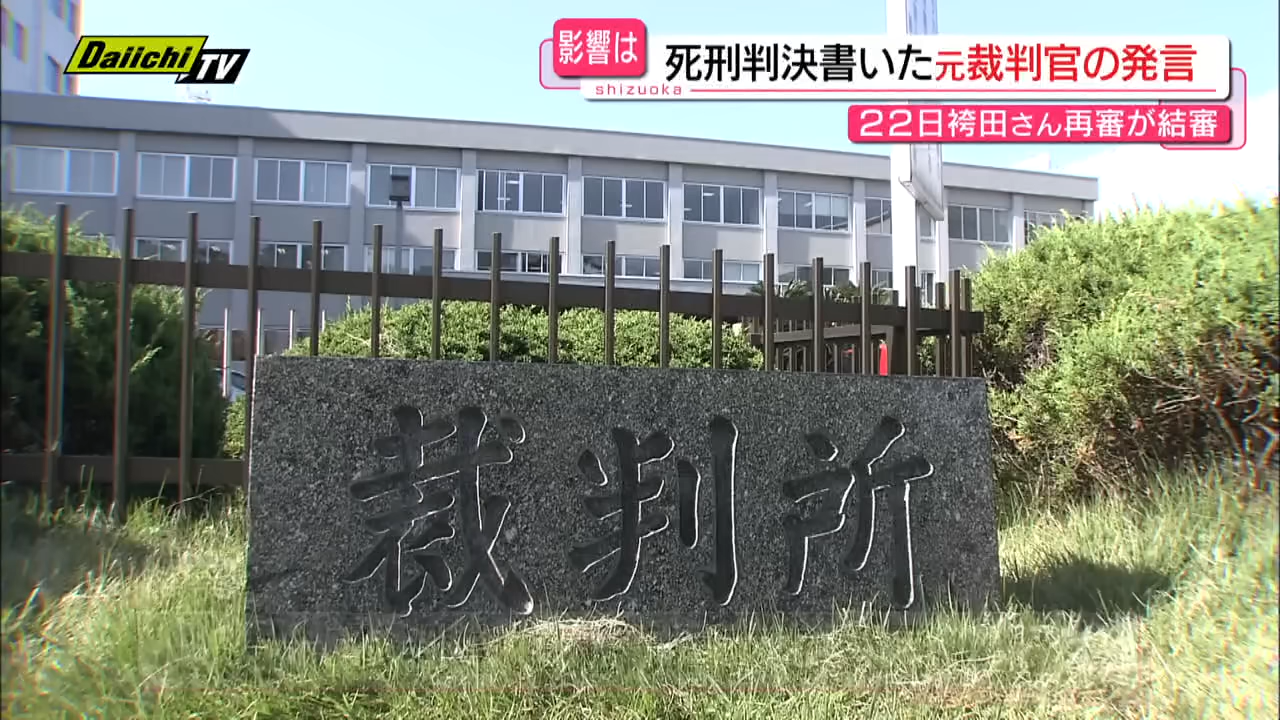 Daiichi TV
影響は
死刑判決書いた元裁判官の発言
shizuoka
22日袴田さん再審が結審
裁判所